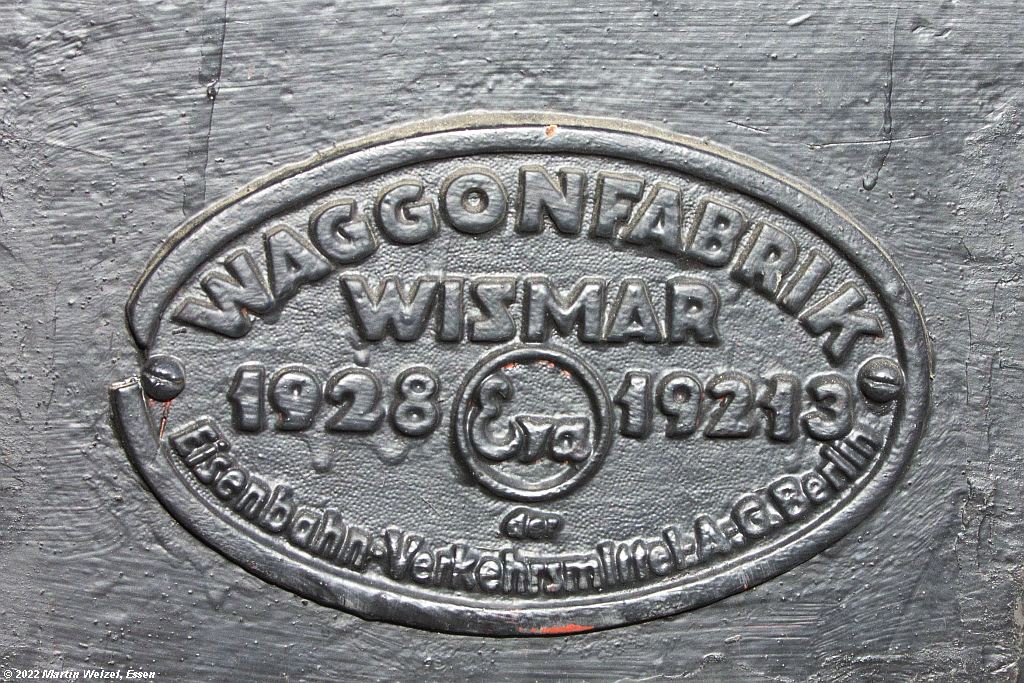 WAGGONFABRIK
WISMAR
1928 Eva 19213
der
Eisenbahn-Verkehrsmittel-A-G.Berlin
© 2022 Martin Welzel, Essen